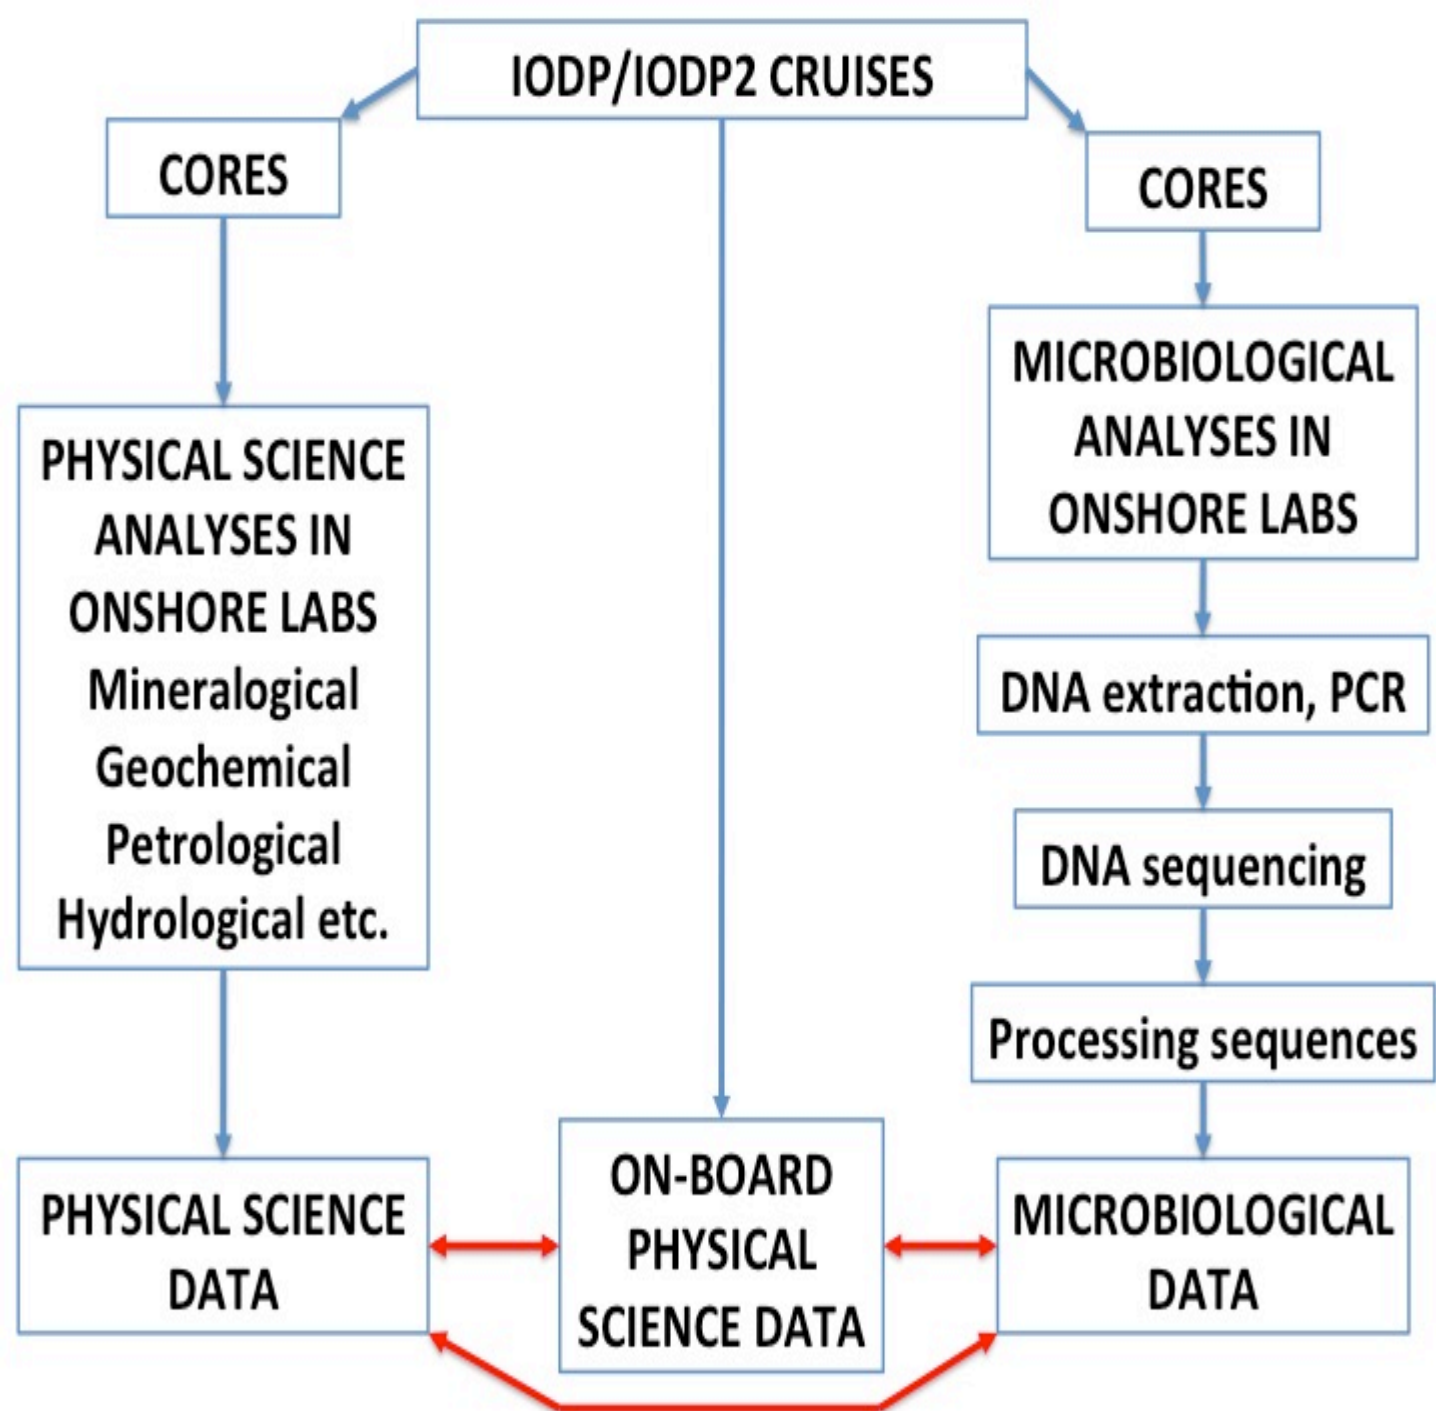 IODP/IODP2 CRUISES
CORES
CORES
PHYSICAL SCIENCE
ANALYSES IN
ONSHORE LABS
Mineralogical
Geochemical
Petrological
Hydrological etc.
MICROBIOLOGICAL
ANALYSES IN
ONSHORE LABS
DNA extraction, PCR
DNA sequencing
Processing sequences
PHYSICAL SCIENCE
DATA
ON-BOARD
PHYSICAL
SCIENCE DATA
MICROBIOLOGICAL
DATA